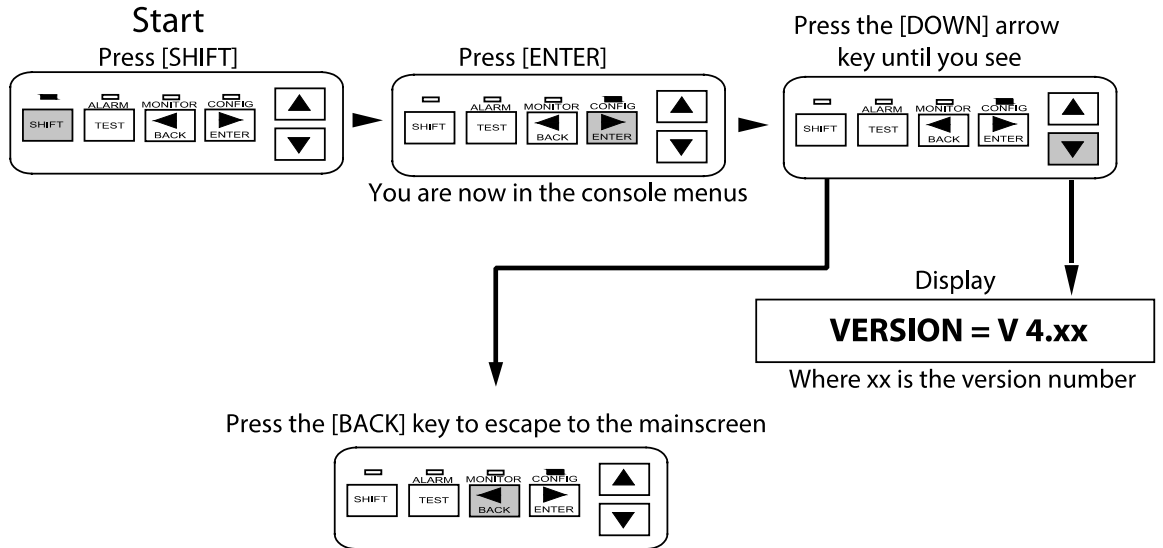 Start
Press [SHIFT]
ALARM MONITOR CONFIG
SHIFT TEST BACK ENTER
Press [ENTER]
ALARM MONITOR CONFIG
SHIFT TEST BACK ENTER
You are now in the console menus
Press the [DOWN] arrow
key until you see
ALARM MONITOR CONFIG
SHIFT TEST BACK ENTER
Display
VERSION = V 4.xx
Where xx is the version number
Press the [BACK] key to escape to the mainscreen
ALARM MONITOR CONFIG
SHIFT TEST BACK ENTER